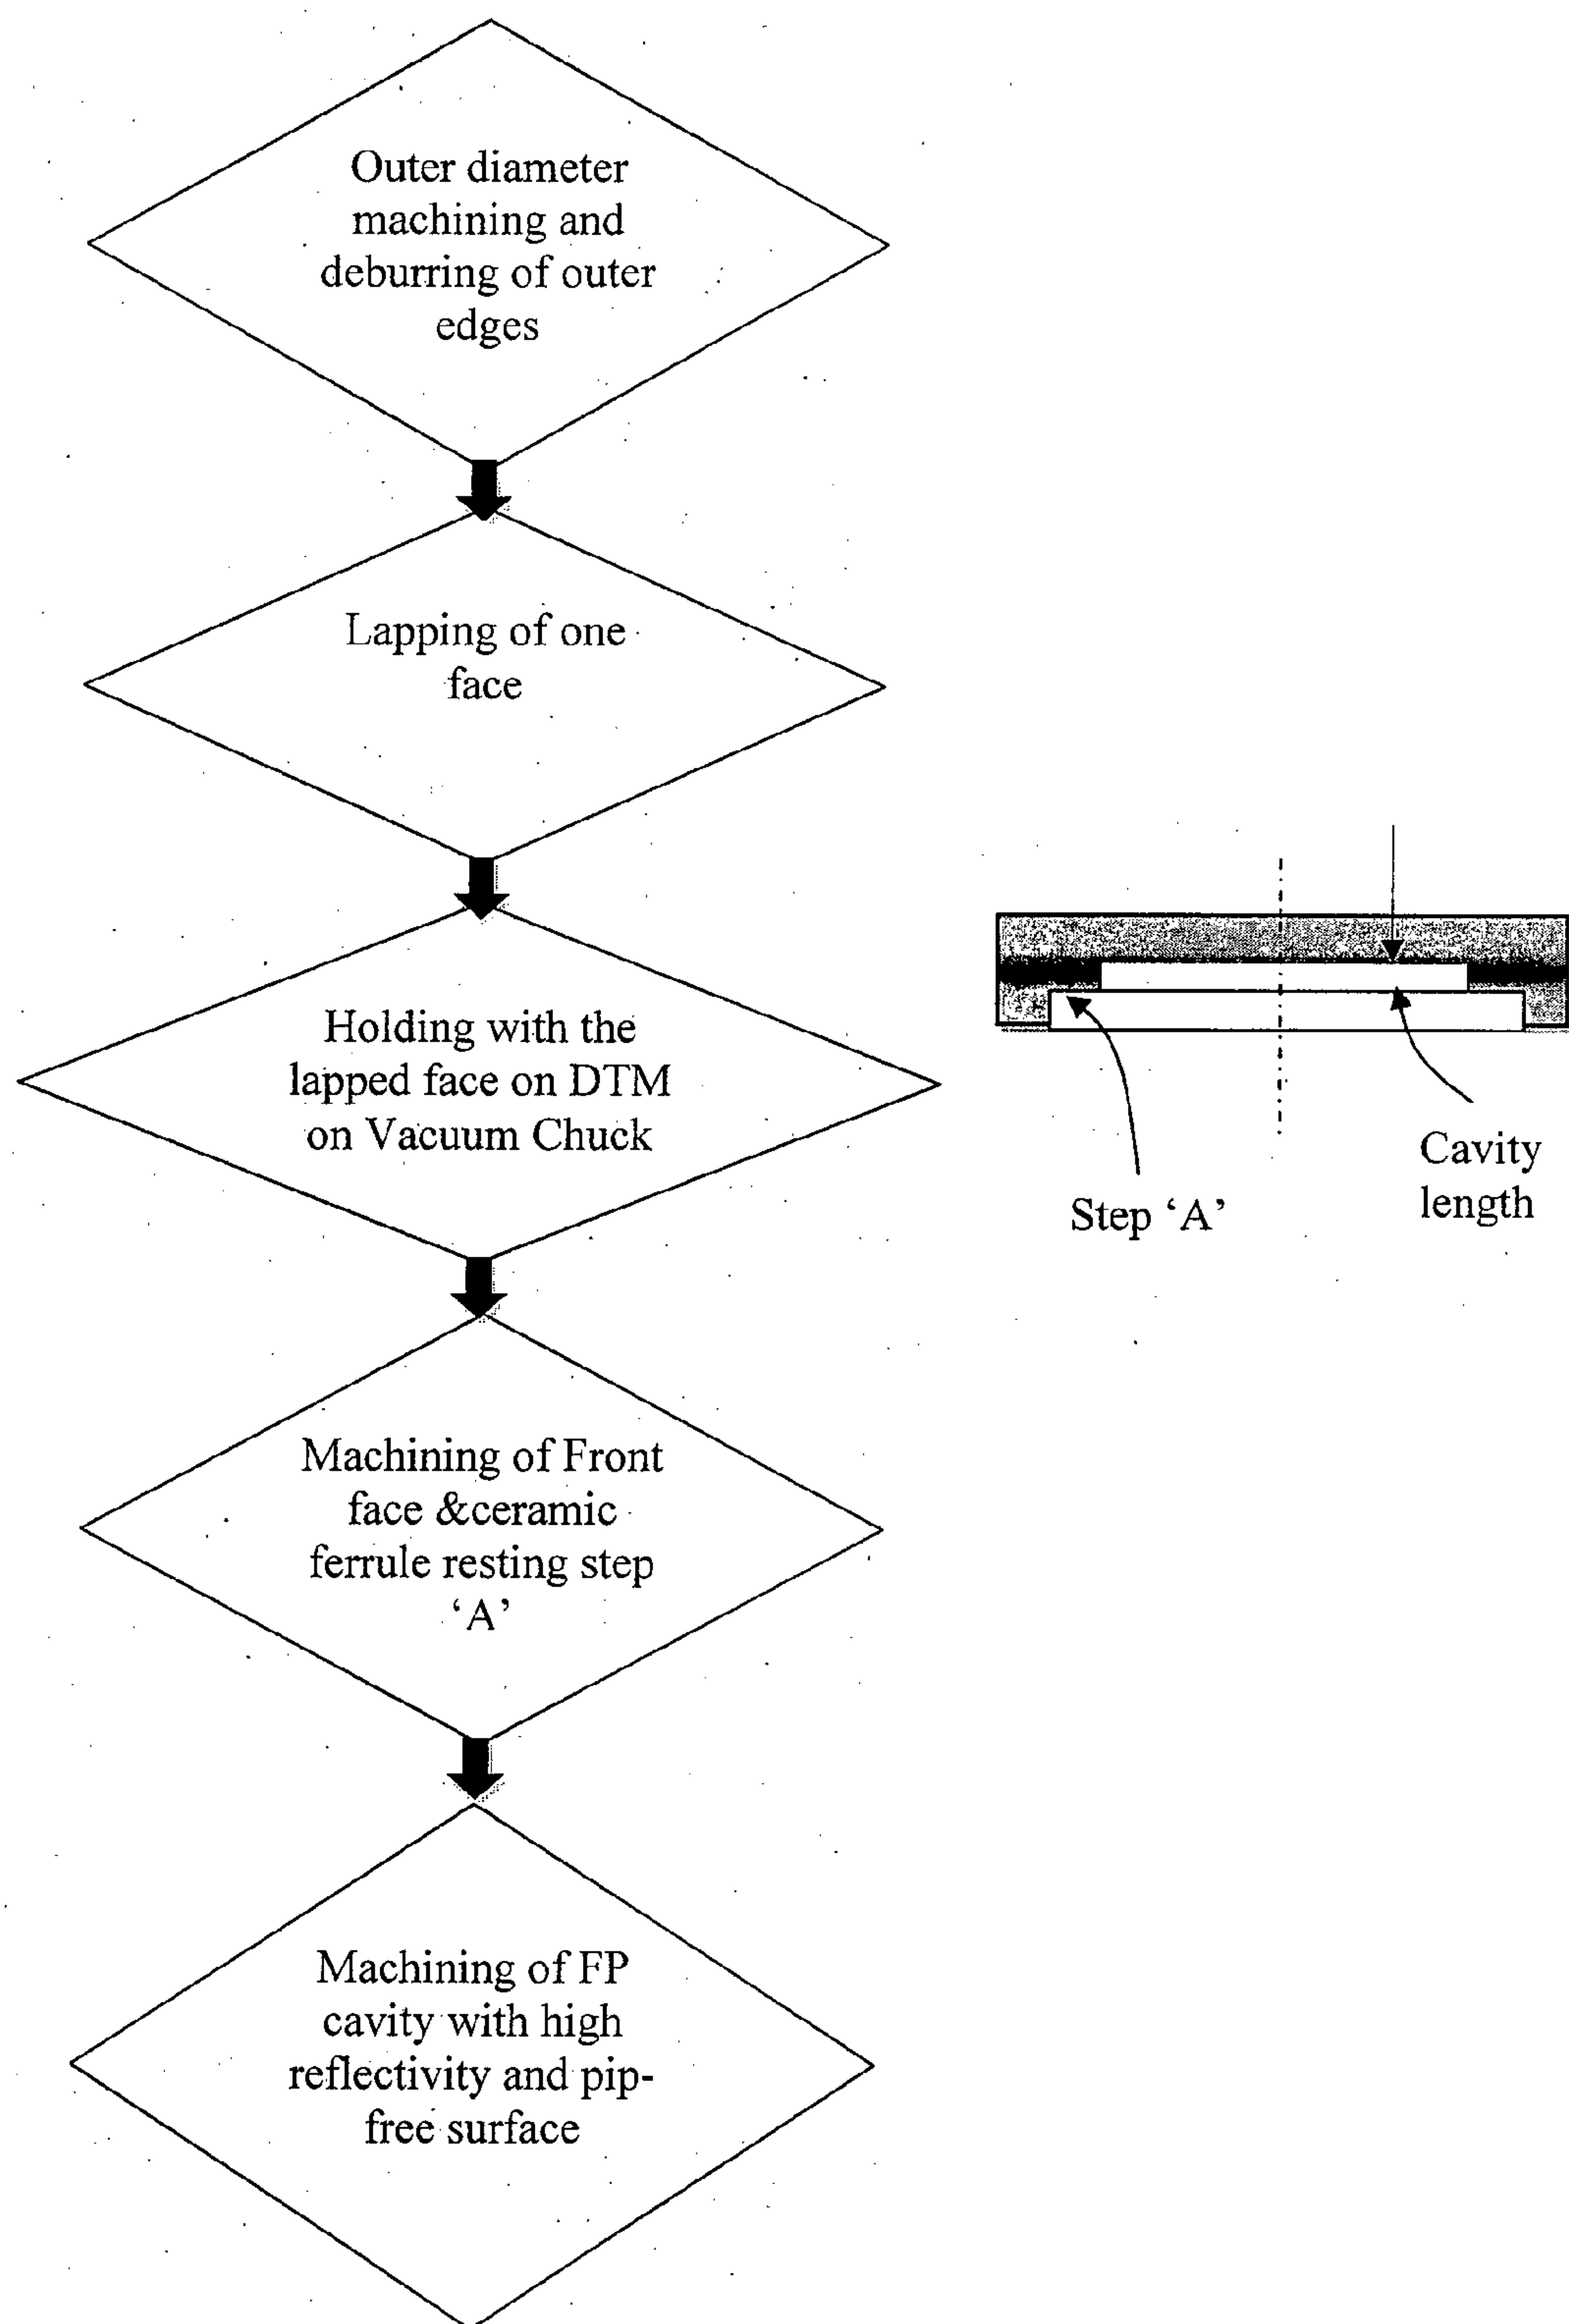 Outer diameter
machining and
deburring of outer
edges
Lapping of one
face
Holding with the
lapped face on DTM
on Vacuum Chuck
Step ‘A’
Cavity
length
Machining of Front
face &ceramic
ferrule resting step
‘A’
Machining of FP
cavity with high
reflectivity and pip-
free surface